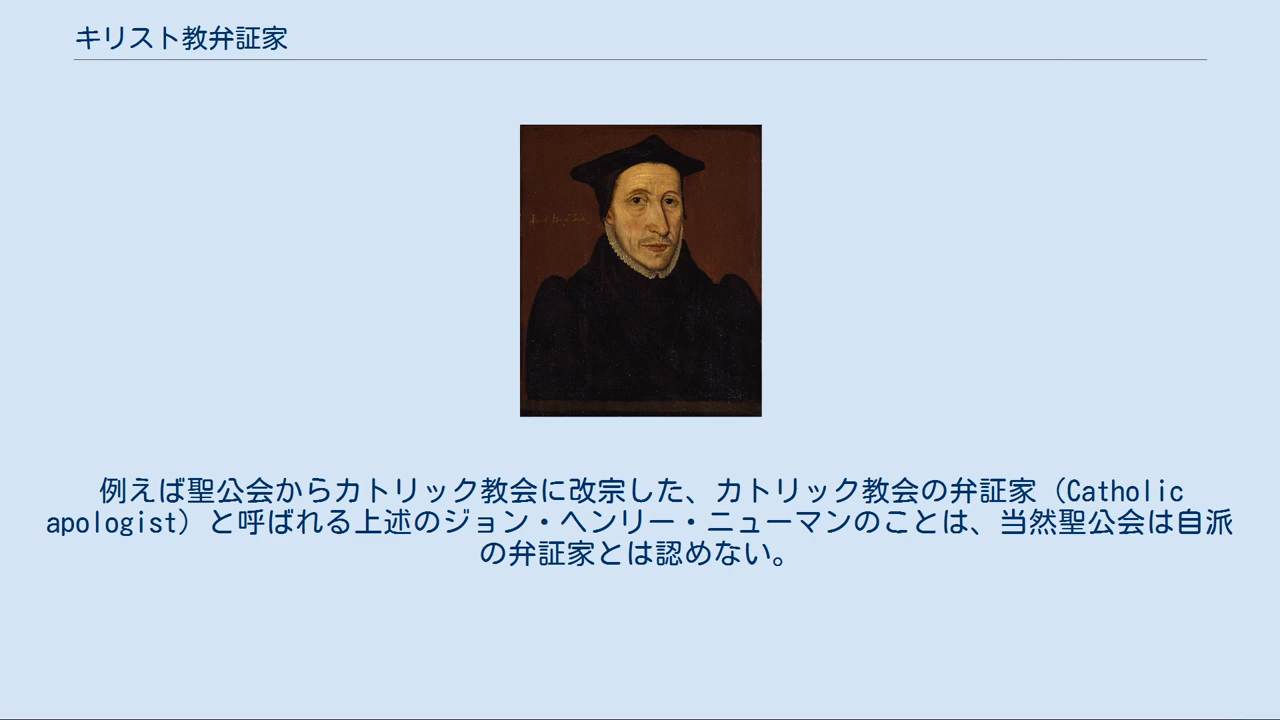 キリスト教弁証家
例えば聖公会からカトリック教会に改宗した、カトリック教会の弁証家（Catholic
apologist）と呼ばれる上述のジョン・ヘンリー・ニューマンのことは、当然聖公会は自派
の弁証家とは認めない。